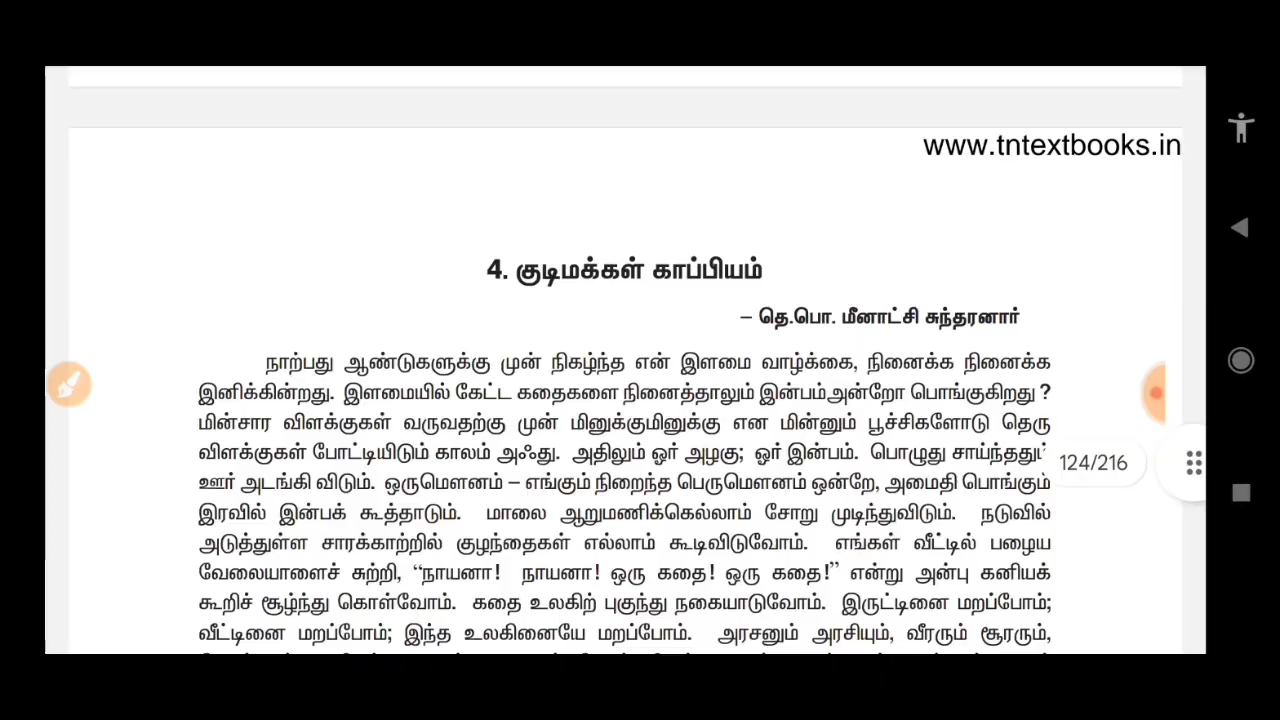 www.tntextbooks.in
4. குடிமக்கள் காப்பியம்
– தெ.பொ. மீனாட்சி சுந்தரனார்
நாற்பது ஆண்டுகளுக்கு முன் நிகழ்ந்த என் இளமை வாழ்க்கை, நினைக்க நினைக்க
இனிக்கின்றது. இளமையில் கேட்ட கதைகளை நினைத்தாலும் இன்பம்அன்றோ பொங்குகிறது ?
மின்சார விளக்குகள் வருவதற்கு முன் மினுக்குமினுக்கு என மின்னும் பூச்சிகளோடு தெரு
விளக்குகள் போட்டியிடும் காலம் அஃது. அதிலும் ஓர் அழகு; ஓர் இன்பம். பொழுது சாய்ந்ததும்
124/216
ஊர் அடங்கி விடும். ஒருமௌனம் – எங்கும் நிறைந்த பெருமௌனம் ஒன்றே, அமைதி பொங்கும்
இரவில் இன்பக் கூத்தாடும். மாலை ஆறுமணிக்கெல்லாம் சோறு முடிந்துவிடும். நடுவில்
அடுத்துள்ள சாரக்காற்றில் குழந்தைகள் எல்லாம் கூடிவிடுவோம். எங்கள் வீட்டில் பழைய
வேலையாளைச் சுற்றி, “நாயனா! நாயனா! ஒரு கதை! ஒரு கதை!” என்று அன்பு கனியக்
கூறிச் சூழ்ந்து கொள்வோம். கதை உலகிற் புகுந்து நகையாடுவோம். இருட்டினை மறப்போம்;
வீட்டினை மறப்போம்; இந்த உலகினையே மறப்போம். அரசனும் அரசியும், வீரரும் சூரரும்,